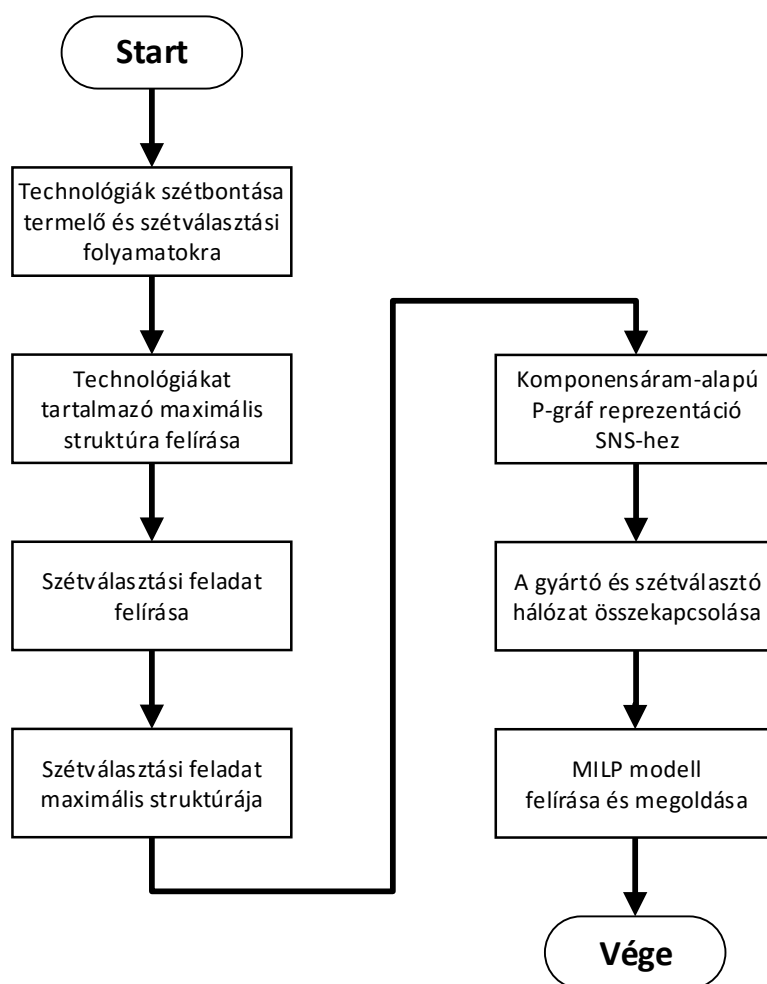 Start
Technológiák szétbontása
termelő és szétválasztási
folyamatokra
Technológiákat
tartalmazó maximális
struktúra felírása
Szétválasztási feladat
felírása
Szétválasztási feladat
maximális struktúrája
Komponensáram-alapú
P-gráf reprezentáció
SNS-hez
A gyártó és szétválasztó
hálózat összekapcsolása
MILP modell
felírása és megoldása
Vége